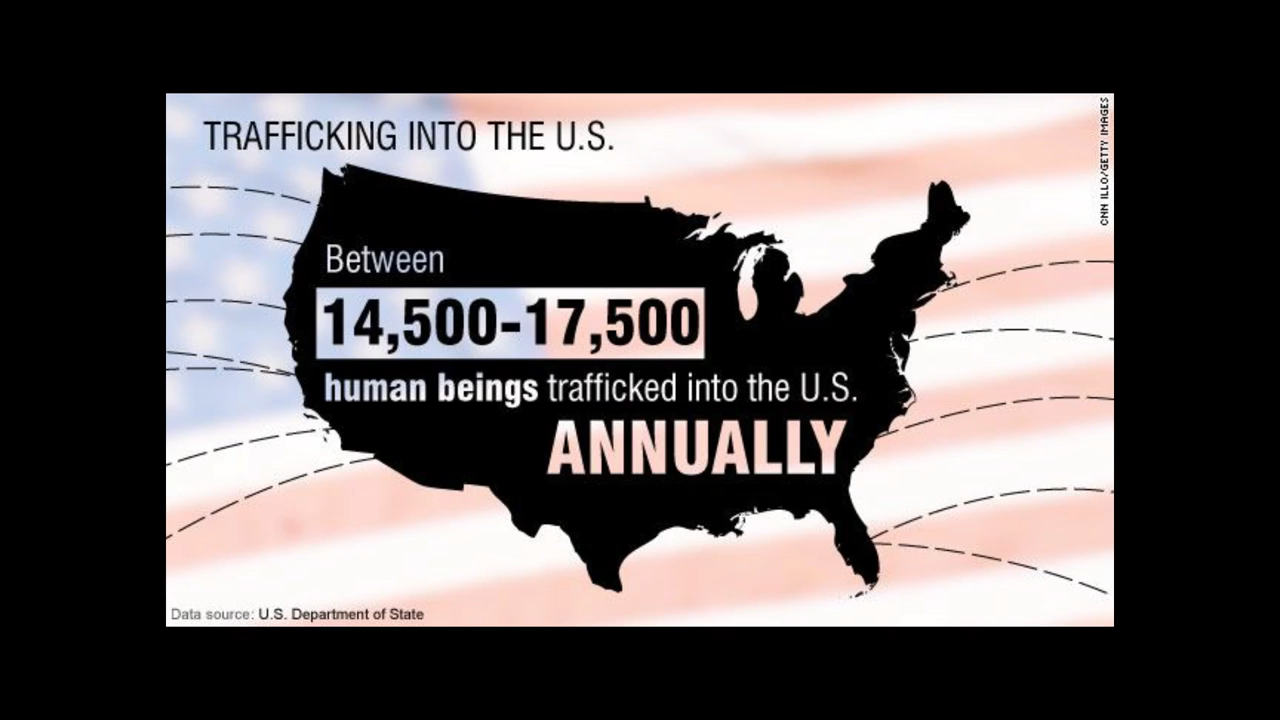 TRAFFICKING INTO THE U.S.
CNN ILLO/GETTY IMAGES
Between
14,500-17,500
human beings trafficked into the U.S.
ANNUALLY
Data source: U.S. Department of State